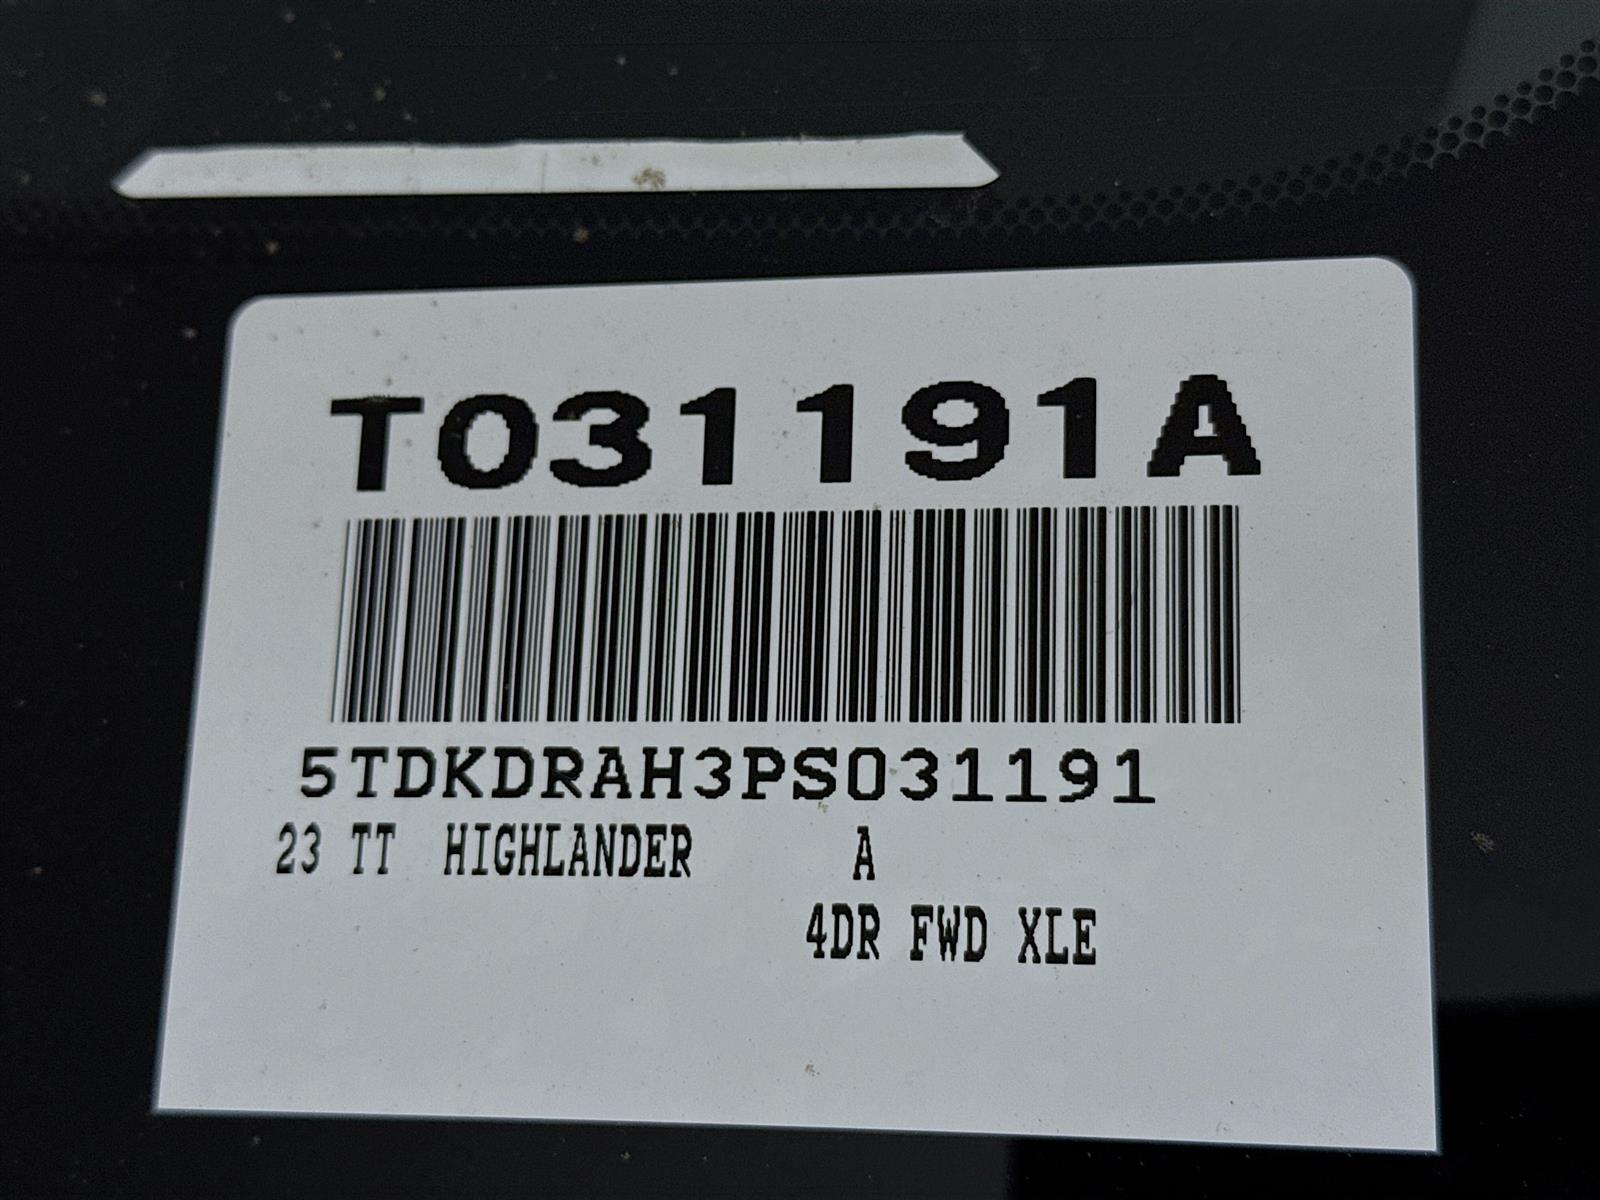 T031191A
5TDKDRAH3PS031191
23 TT HIGHLANDER A
4DR FWD XLE